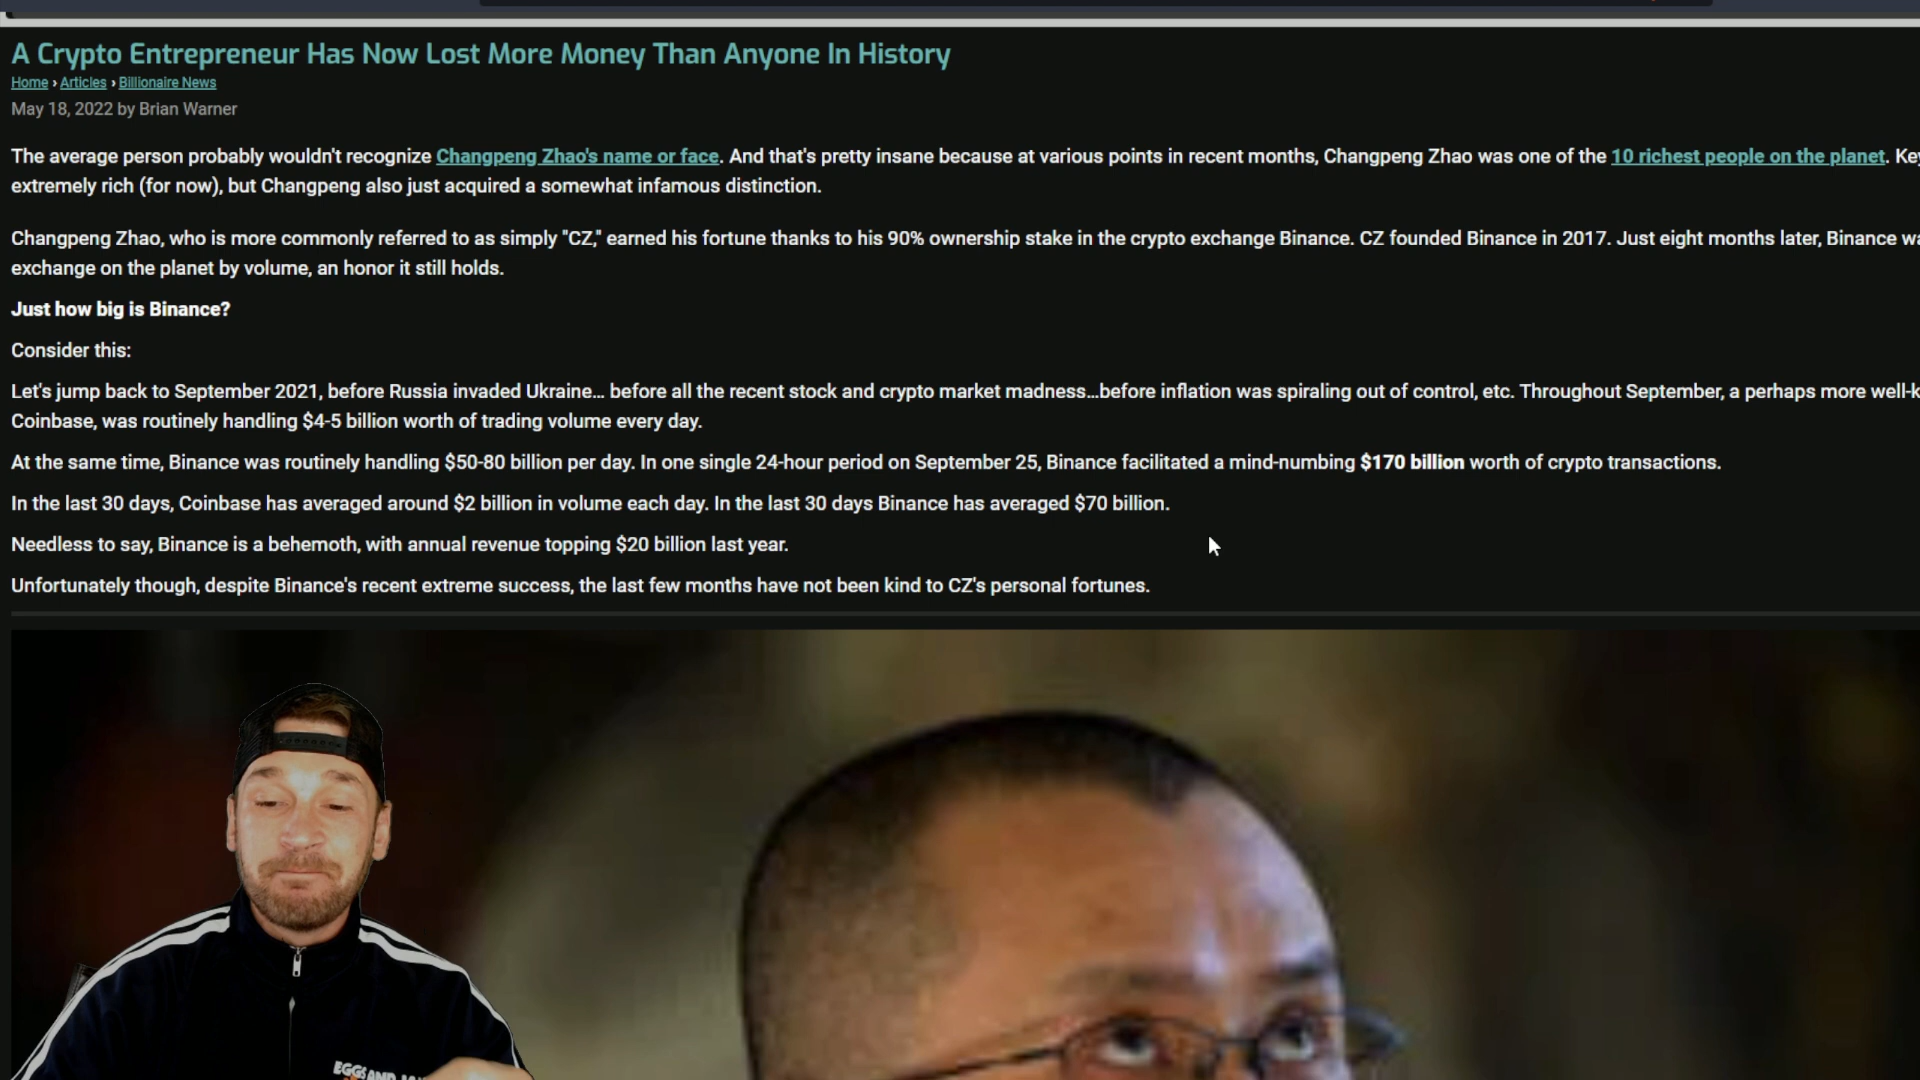 A Crypto Entrepreneur Has Now Lost More Money Than Anyone In History
Home › Articles › Billionaire News
May 18, 2022 by Brian Warner
The average person probably wouldn't recognize Changpeng Zhao's name or face. And that's pretty insane because at various points in recent months, Changpeng Zhao was one of the 10 richest people on the planet. Key
extremely rich (for now), but Changpeng also just acquired a somewhat infamous distinction.
Changpeng Zhao, who is more commonly referred to as simply "CZ," earned his fortune thanks to his 90% ownership stake in the crypto exchange Binance. CZ founded Binance in 2017. Just eight months later, Binance wa
exchange on the planet by volume, an honor it still holds.
Just how big is Binance?
Consider this:
Let's jump back to September 2021, before Russia invaded Ukraine... before all the recent stock and crypto market madness...before inflation was spiraling out of control, etc. Throughout September, a perhaps more well-k
Coinbase, was routinely handling $4-5 billion worth of trading volume every day.
At the same time, Binance was routinely handling $50-80 billion per day. In one single 24-hour period on September 25, Binance facilitated a mind-numbing $170 billion worth of crypto transactions.
In the last 30 days, Coinbase has averaged around $2 billion in volume each day. In the last 30 days Binance has averaged $70 billion.
Needless to say, Binance is a behemoth, with annual revenue topping $20 billion last year.
Unfortunately though, despite Binance's recent extreme success, the last few months have not been kind to CZ's personal fortunes.
EGGS AND